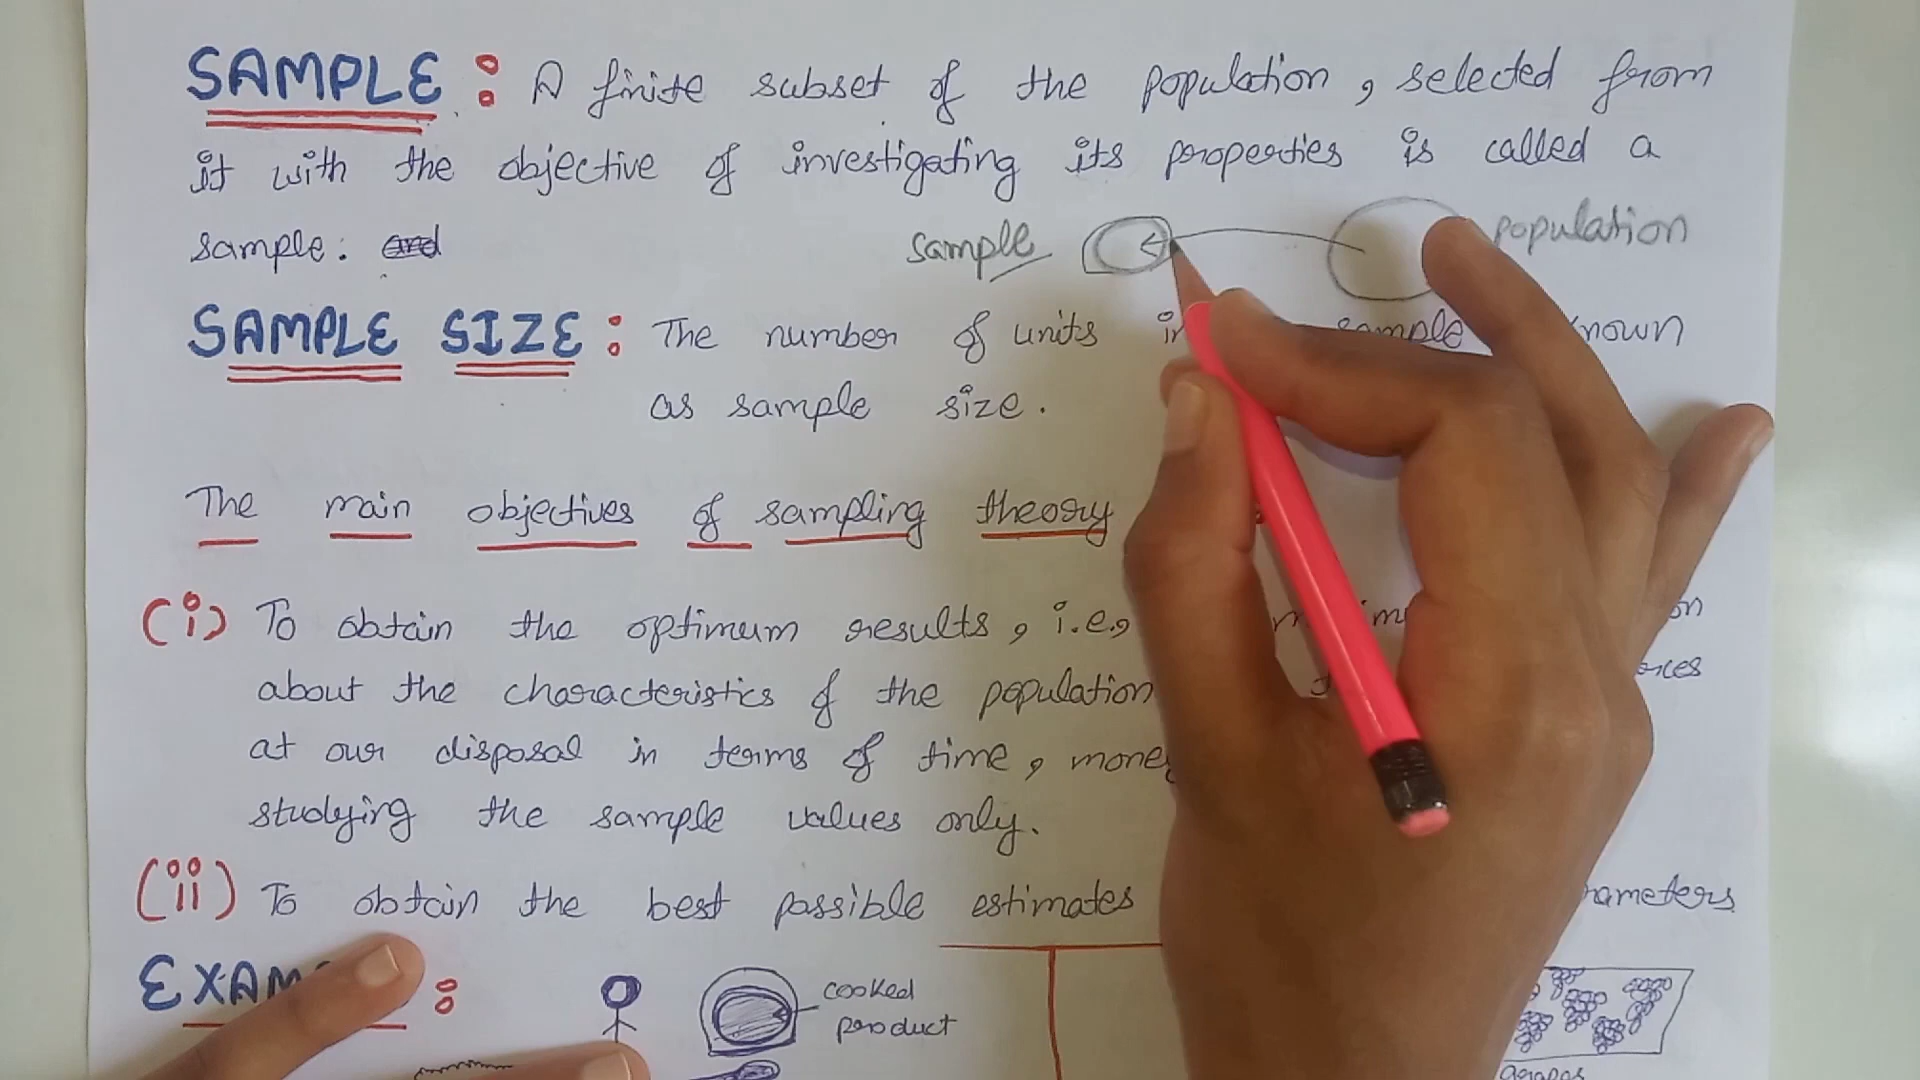 SAMPLE : A finite subset of the population, selected from
it with the objective of investigating its properties is called a
sample: and
sample population
SAMPLE SIZE : The number of units in sample known
as sample size.
The main objectives of sampling theory
(i) To obtain the optimum results, i.e.,
about the characteristics of the population
at our disposal in terms of time, money
studying the sample values only.
(ii) To obtain the best possible estimates
:
cooked
product